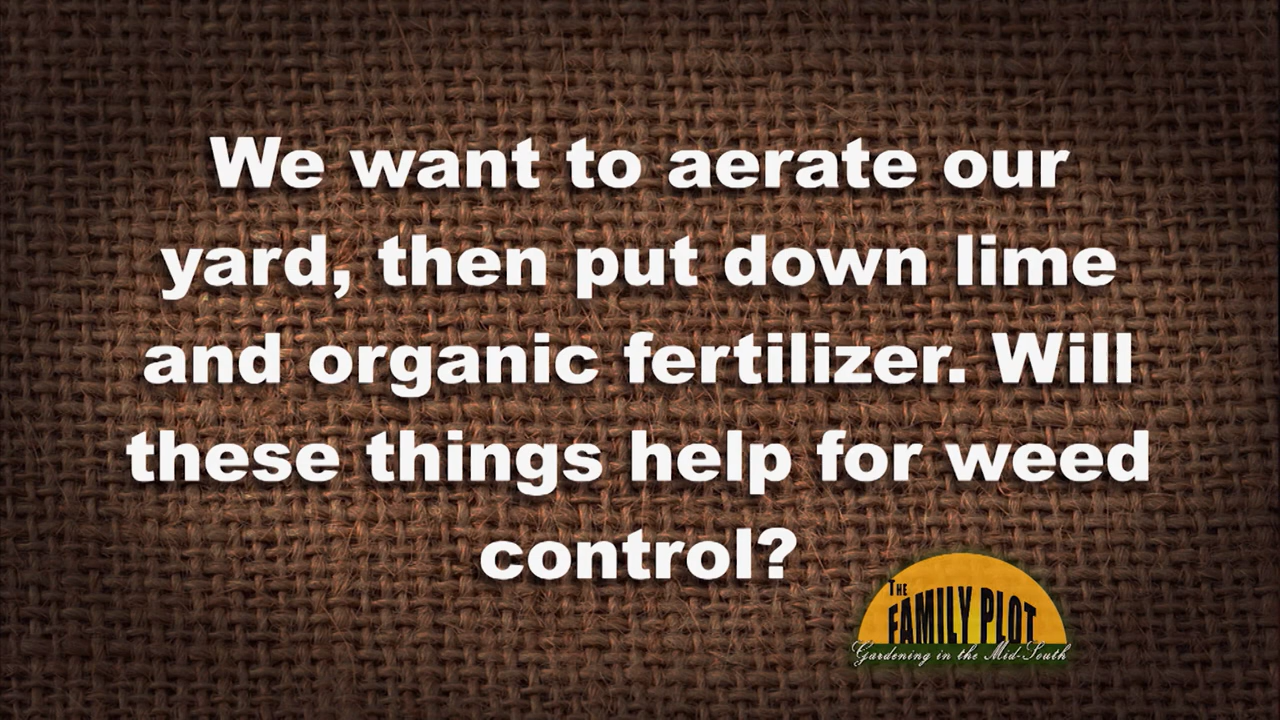 We want to aerate our
yard, then put down lime
and organic fertilizer. Will
these things help for weed
control?
THE
FAMILY PLOT
Gardening in the Mid-South